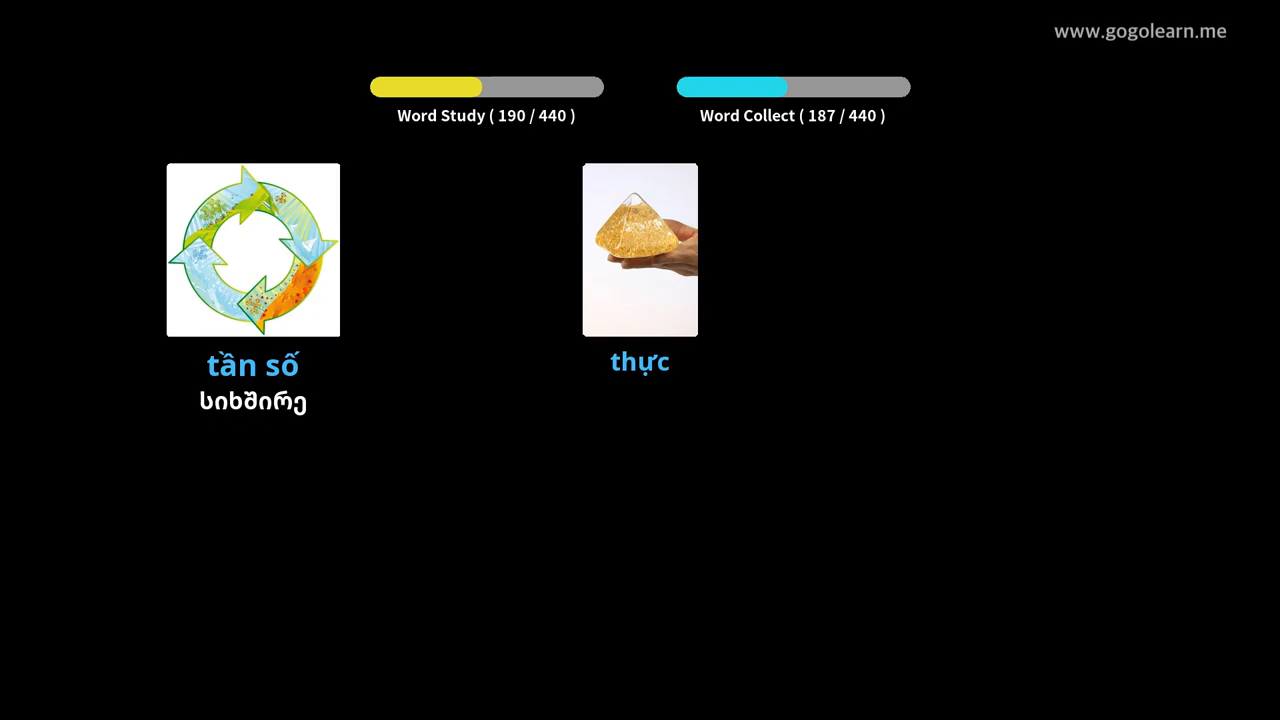 www.gogolearn.me
Word Study ( 190 / 440 )
Word Collect ( 187 / 440 )
tần số
სიხშირე
thực